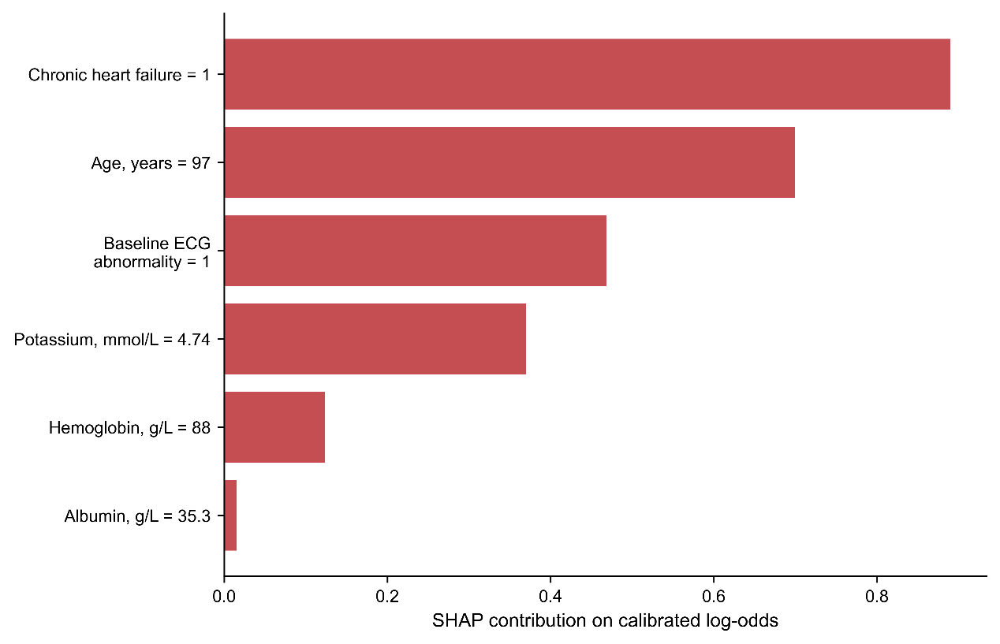 Chronic heart failure = 1
Age, years = 97
Baseline ECG
abnormality = 1
Potassium, mmol/L = 4.74
Hemoglobin, g/L = 88
Albumin, g/L = 35.3
0.0 0.2 0.4 0.6 0.8
SHAP contribution on calibrated log-odds